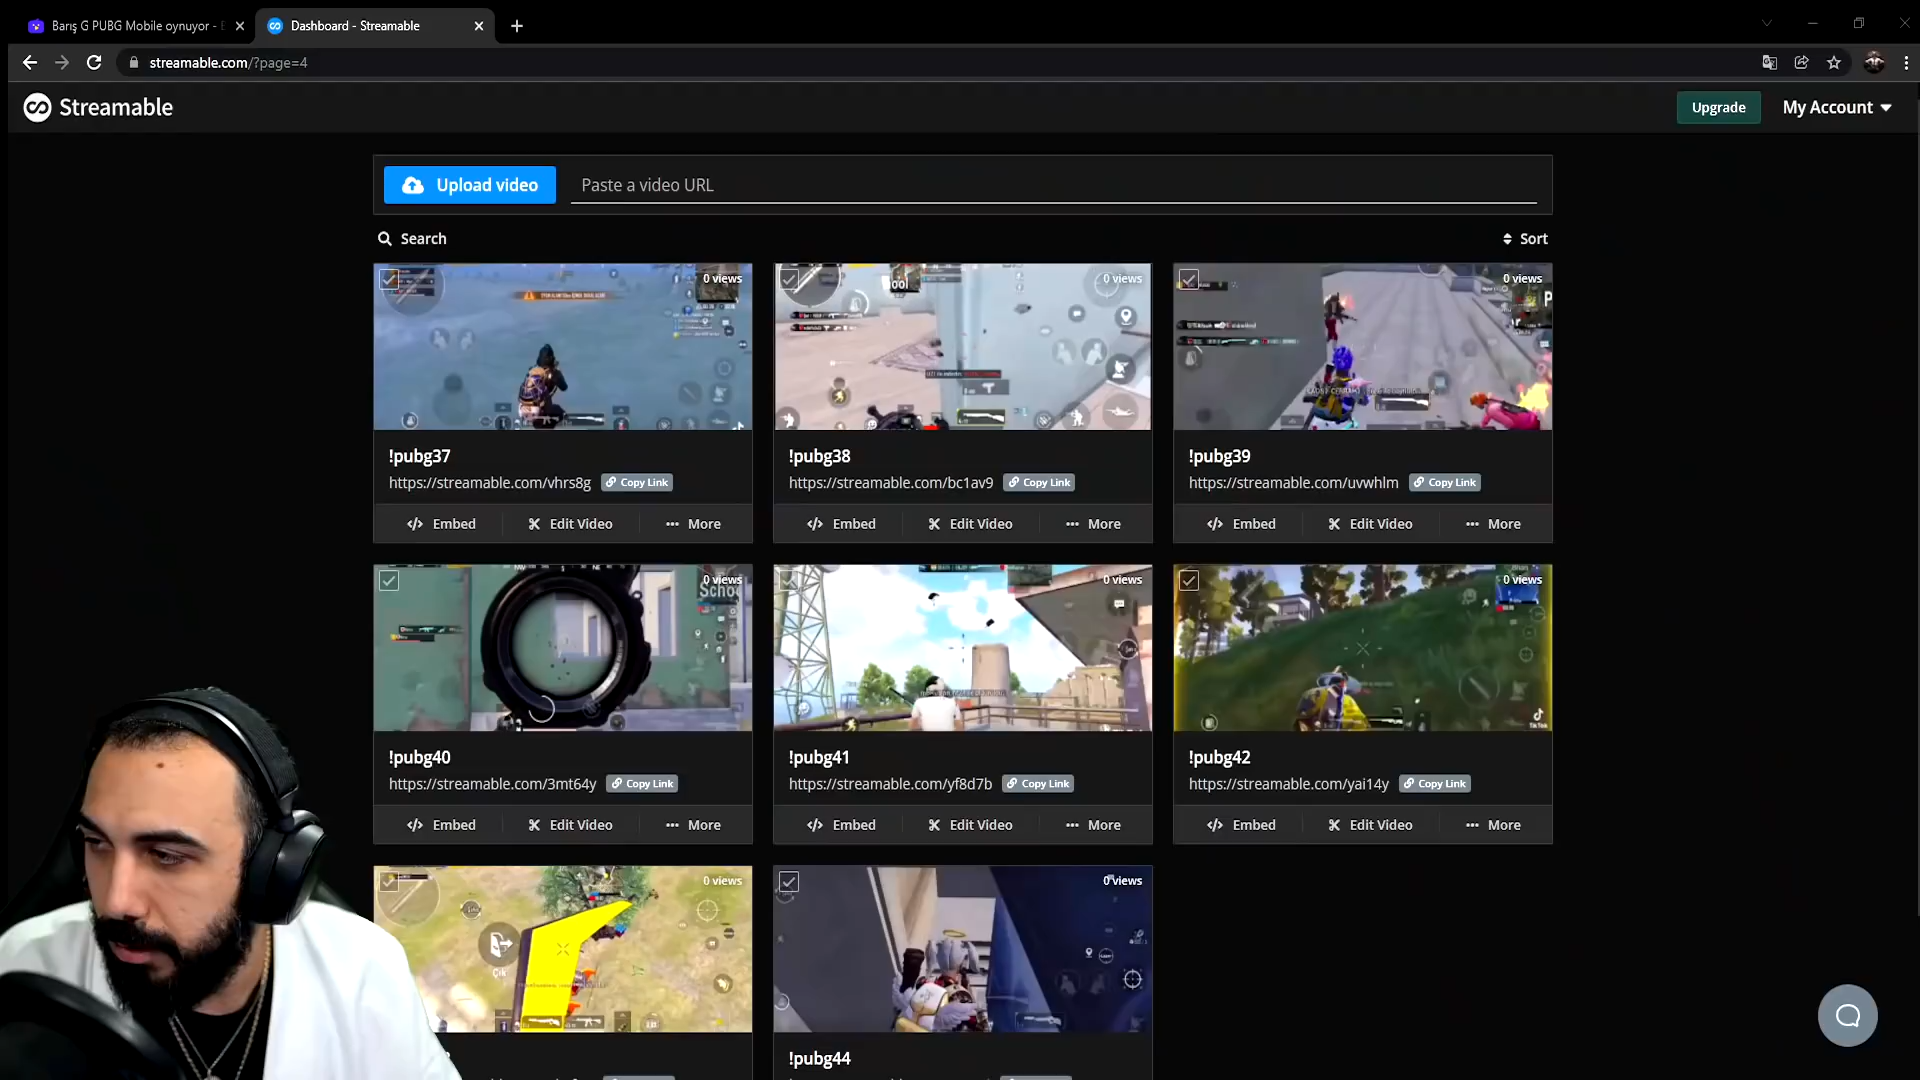 Barış G PUBG Mobile oynuyor -
Dashboard - Streamable
streamable.com/?page=4
Streamable
Upgrade
My Account
Upload video
Paste a video URL
Search
Sort
0 views
0 views
0 views
!pubg37
https://streamable.com/vhrs8g Copy Link
Embed
Edit Video
More
!pubg38
https://streamable.com/bc1av9 Copy Link
Embed
Edit Video
More
!pubg39
https://streamable.com/uvwhlm Copy Link
Embed
Edit Video
More
0 views
0 views
0 views
!pubg40
https://streamable.com/3mt64y Copy Link
Embed
Edit Video
More
!pubg41
https://streamable.com/yf8d7b Copy Link
Embed
Edit Video
More
TikTok
!pubg42
https://streamable.com/yai14y Copy Link
Embed
Edit Video
More
0 views
0 views
Çık
!pubg44